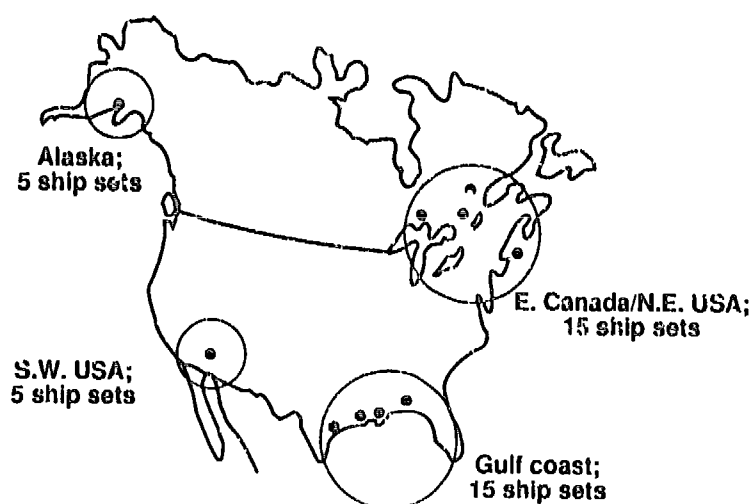 Alaska;
5 ship sets
E. Canada/N.E. USA;
15 ship sets
S.W. USA;
5 ship sets
Gulf coast;
15 ship sets